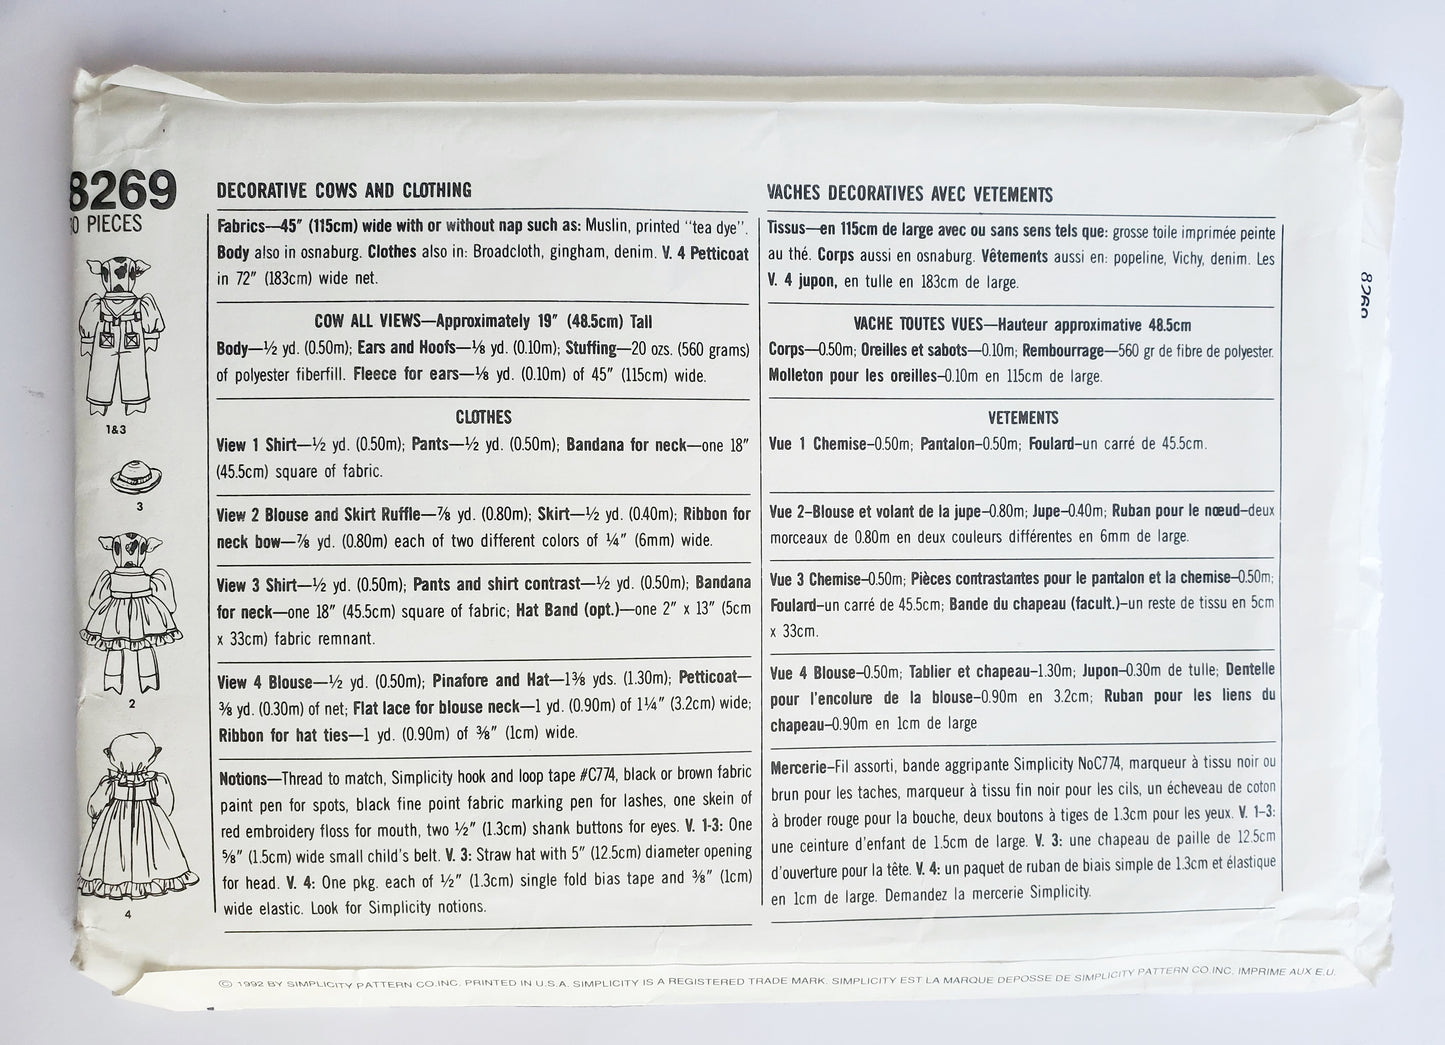 8269
PIECES
1&3
3
2
4
DECORATIVE COWS AND CLOTHING
Fabrics—45" (115cm) wide with or without nap such as: Muslin, printed "tea dye".
Body also in osnaburg. Clothes also in: Broadcloth, gingham, denim. V. 4 Petticoat
in 72" (183cm) wide net.
COW ALL VIEWS—Approximately 19" (48.5cm) Tall
Body—½ yd. (0.50m); Ears and Hoofs—⅛ yd. (0.10m); Stuffing—20 ozs. (560 grams)
of polyester fiberfill. Fleece for ears—⅛ yd. (0.10m) of 45" (115cm) wide.
CLOTHES
View 1 Shirt—½ yd. (0.50m); Pants—½ yd. (0.50m); Bandana for neck—one 18"
(45.5cm) square of fabric.
View 2 Blouse and Skirt Ruffle—⅞ yd. (0.80m); Skirt—½ yd. (0.40m); Ribbon for
neck bow—⅞ yd. (0.80m) each of two different colors of ¼" (6mm) wide.
View 3 Shirt—½ yd. (0.50m); Pants and shirt contrast—½ yd. (0.50m); Bandana
for neck—one 18" (45.5cm) square of fabric; Hat Band (opt.)—one 2" x 13" (5cm
x 33cm) fabric remnant.
View 4 Blouse—½ yd. (0.50m); Pinafore and Hat—1⅜ yds. (1.30m); Petticoat—
⅜ yd. (0.30m) of net; Flat lace for blouse neck—1 yd. (0.90m) of 1¼" (3.2cm) wide;
Ribbon for hat ties—1 yd. (0.90m) of ⅜" (1cm) wide.
Notions—Thread to match, Simplicity hook and loop tape #C774, black or brown fabric
paint pen for spots, black fine point fabric marking pen for lashes, one skein of
red embroidery floss for mouth, two ½" (1.3cm) shank buttons for eyes. V. 1-3: One
⅝" (1.5cm) wide small child's belt. V. 3: Straw hat with 5" (12.5cm) diameter opening
for head. V. 4: One pkg. each of ½" (1.3cm) single fold bias tape and ⅜" (1cm)
wide elastic. Look for Simplicity notions.
VACHES DECORATIVES AVEC VETEMENTS
Tissus—en 115cm de large avec ou sans sens tels que: grosse toile imprimée peinte
au thé. Corps aussi en osnaburg. Vêtements aussi en: popeline, Vichy, denim. Les
V. 4 jupon, en tulle en 183cm de large.
VACHE TOUTES VUES—Hauteur approximative 48.5cm
Corps—0.50m; Oreilles et sabots—0.10m; Rembourrage—560 gr de fibre de polyester.
Molleton pour les oreilles—0.10m en 115cm de large.
VETEMENTS
Vue 1 Chemise—0.50m; Pantalon—0.50m; Foulard—un carré de 45.5cm.
Vue 2—Blouse et volant de la jupe—0.80m; Jupe—0.40m; Ruban pour le nœud—deux
morceaux de 0.80m en deux couleurs différentes en 6mm de large.
Vue 3 Chemise—0.50m; Pièces contrastantes pour le pantalon et la chemise—0.50m;
Foulard—un carré de 45.5cm; Bande du chapeau (facult.)—un reste de tissu en 5cm
x 33cm.
Vue 4 Blouse—0.50m; Tablier et chapeau—1.30m; Jupon—0.30m de tulle; Dentelle
pour l'encolure de la blouse—0.90m en 3.2cm; Ruban pour les liens du
chapeau—0.90m en 1cm de large
Mercerie—Fil assorti, bande aggripante Simplicity NoC774, marqueur à tissu noir ou
brun pour les taches, marqueur à tissu fin noir pour les cils, un écheveau de coton
à broder rouge pour la bouche, deux boutons à tiges de 1.3cm pour les yeux. V. 1-3:
une ceinture d'enfant de 1.5cm de large. V. 3: une chapeau de paille de 12.5cm
d'ouverture pour la tête. V. 4: un paquet de ruban de biais simple de 1.3cm et élastique
en 1cm de large. Demandez la mercerie Simplicity.
8269
© 1992 BY SIMPLICITY PATTERN CO.INC. PRINTED IN U.S.A. SIMPLICITY IS A REGISTERED TRADE MARK. SIMPLICITY EST LA MARQUE DEPOSSE DE SIMPLICITY PATTERN CO.INC. IMPRIME AUX E.U.